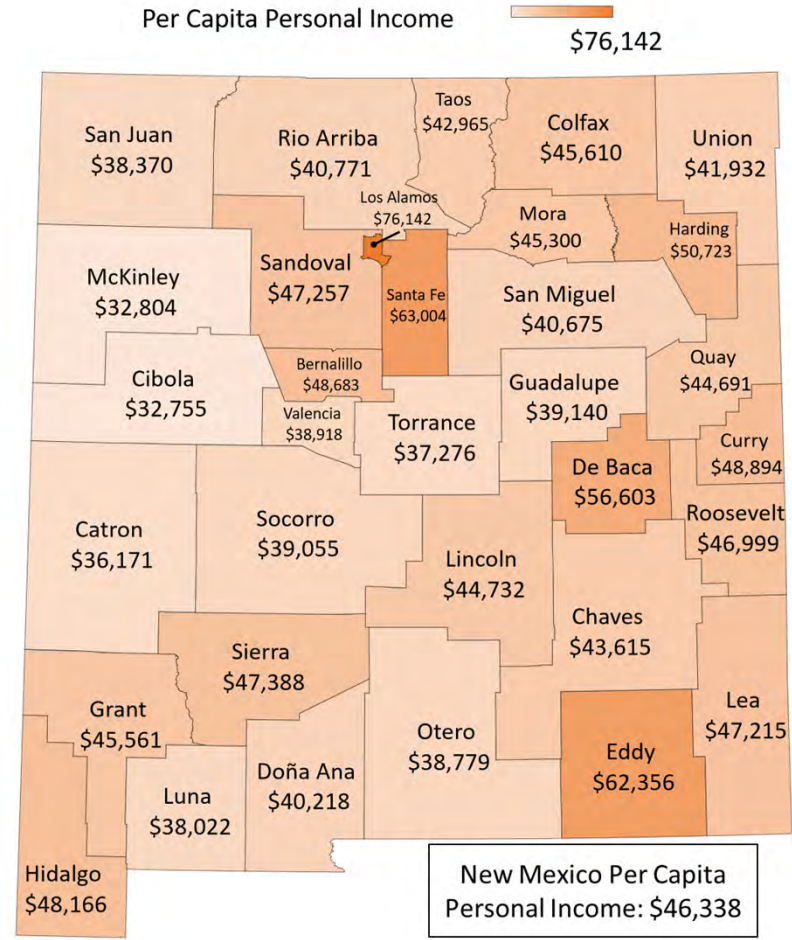 Per Capita Personal Income
$76,142
Taos
$42,965
San Juan
$38,370
Rio Arriba
$40,771
Colfax
$45,610
Union
$41,932
Los Alamos
$76,142
Mora
$45,300
Harding
$50,723
McKinley
$32,804
Sandoval
$47,257
Santa Fe
$63,004
San Miguel
$40,675
Quay
$44,691
Cibola
$32,755
Bernalillo
$48,683
Guadalupe
$39,140
Valencia
$38,918
Torrance
$37,276
Curry
$48,894
De Baca
$56,603
Roosevelt
$46,999
Catron
$36,171
Socorro
$39,055
Lincoln
$44,732
Chaves
$43,615
Sierra
$47,388
Grant
$45,561
Lea
$47,215
Otero
$38,779
Eddy
$62,356
Doña Ana
$40,218
Luna
$38,022
Hidalgo
$48,166
New Mexico Per Capita
Personal Income: $46,338